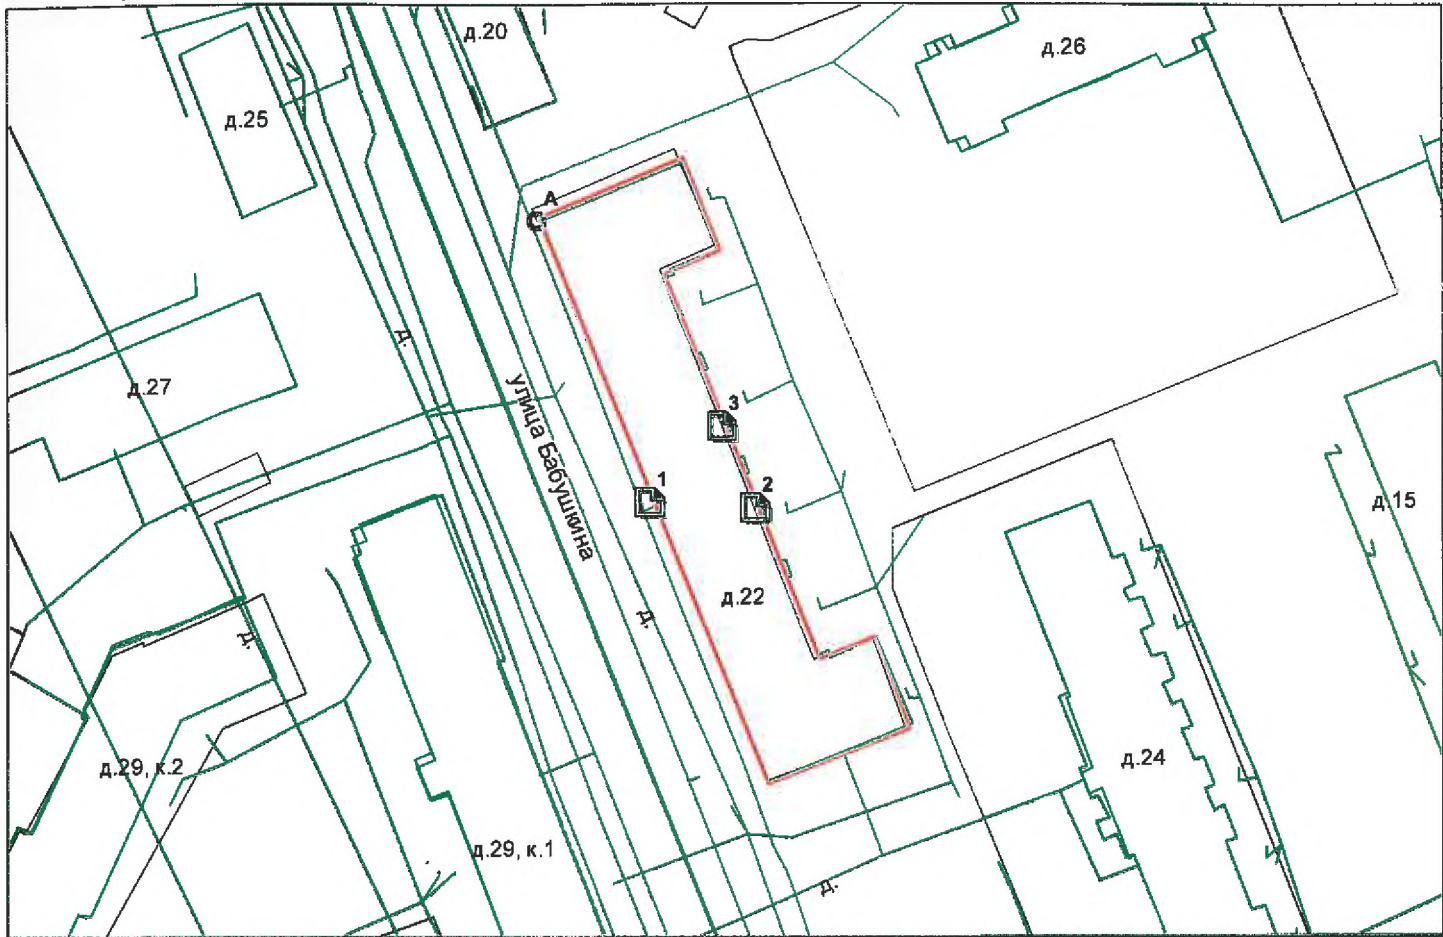 д.20
д.26
д.25
A
д.
д.27
улица Бабушкина
3
1
2
д.15
д.22
д.
д.
д.29, к.2
д.24
д.29, к.1
д.